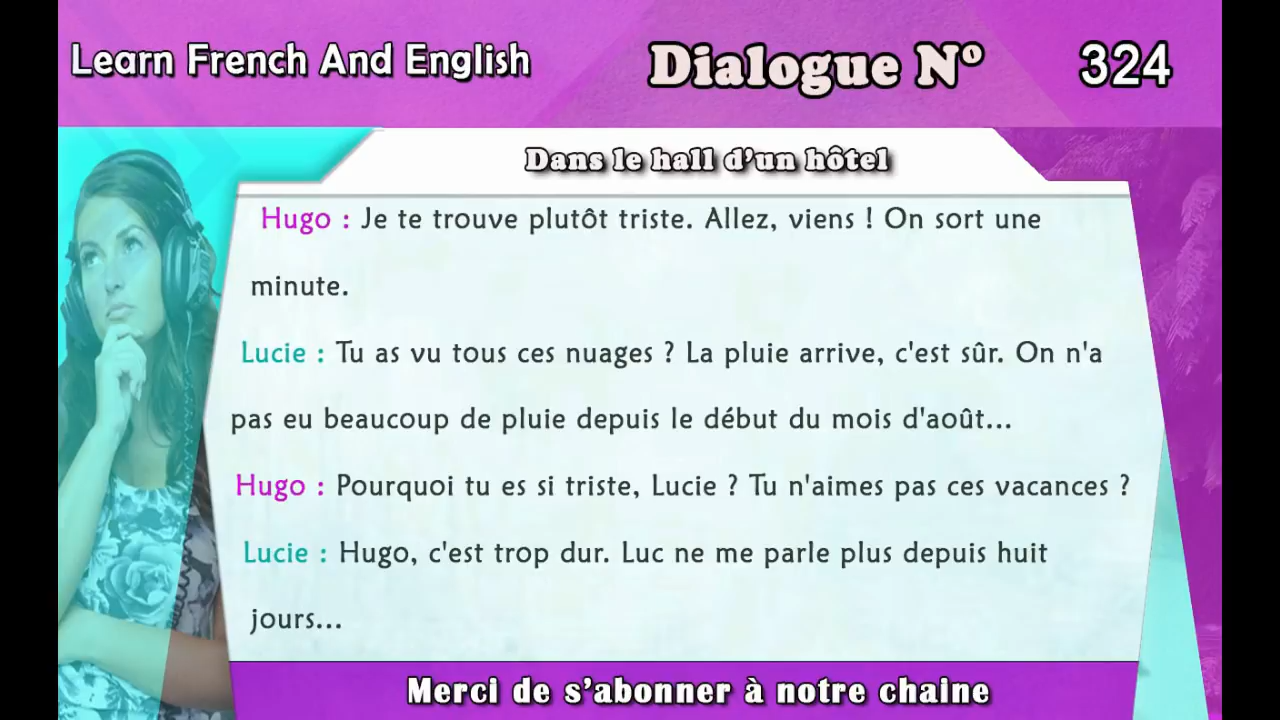 Learn French And English
Dialogue Nº 324
Dans le hall d’un hôtel
Hugo : Je te trouve plutôt triste. Allez, viens ! On sort une
minute.
Lucie : Tu as vu tous ces nuages ? La pluie arrive, c'est sûr. On n'a
pas eu beaucoup de pluie depuis le début du mois d'août...
Hugo : Pourquoi tu es si triste, Lucie ? Tu n'aimes pas ces vacances ?
Lucie : Hugo, c'est trop dur. Luc ne me parle plus depuis huit
jours...
Merci de s’abonner à notre chaine